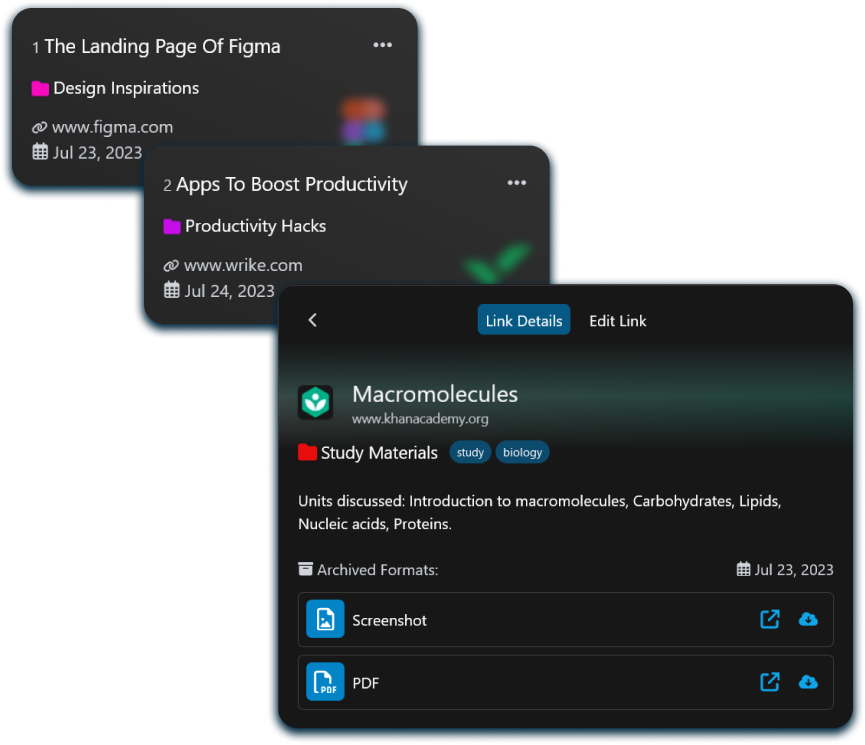 1 The Landing Page Of Figma
Design Inspirations
www.figma.com
Jul 23, 2023
2 Apps To Boost Productivity
Productivity Hacks
www.wrike.com
Jul 24, 2023
Link Details Edit Link
Macromolecules
www.khanacademy.org
Study Materials study biology
Units discussed: Introduction to macromolecules, Carbohydrates, Lipids,
Nucleic acids, Proteins.
Archived Formats: Jul 23, 2023
Screenshot
PDF PDF